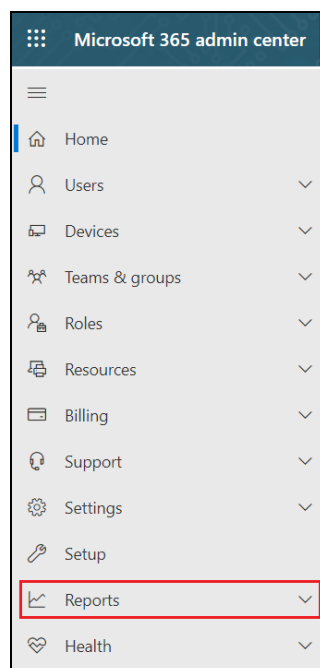 Microsoft 365 admin center
Home
Users
Devices
Teams & groups
Roles
Resources
Billing
Support
Settings
Setup
Reports
Health